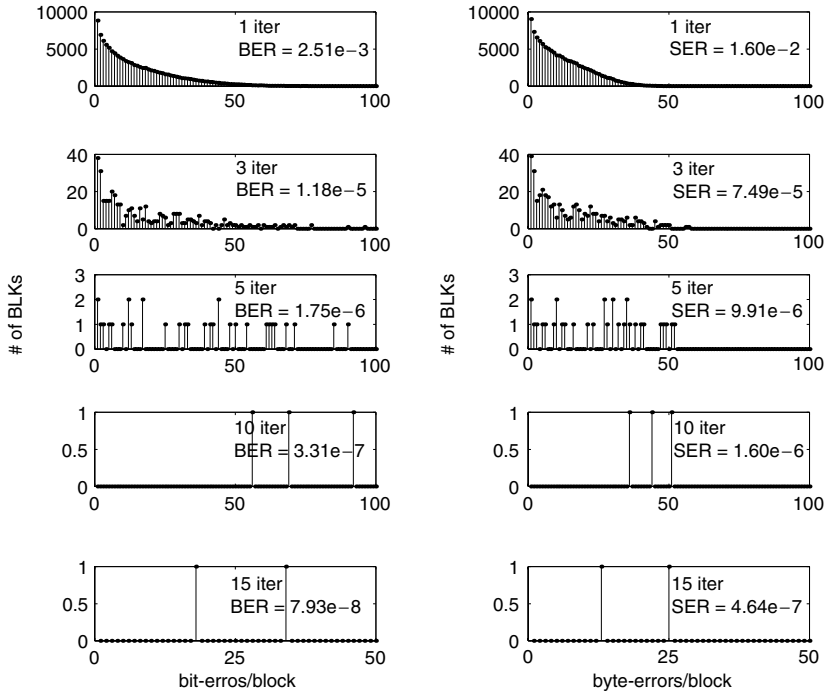 10000
5000
0
0
50
100
1 iter
BER = 2.51e−3
10000
5000
0
0
50
100
1 iter
SER = 1.60e−2
40
20
0
0
50
100
3 iter
BER = 1.18e−5
40
20
0
0
50
100
3 iter
SER = 7.49e−5
# of BLKs
3
2
1
0
0
50
100
5 iter
BER = 1.75e−6
# of BLKs
3
2
1
0
0
50
100
5 iter
SER = 9.91e−6
1
0.5
0
0
50
100
10 iter
BER = 3.31e−7
1
0.5
0
0
50
100
10 iter
SER = 1.60e−6
1
0.5
0
0
25
50
15 iter
BER = 7.93e−8
bit-erros/block
1
0.5
0
0
25
50
15 iter
SER = 4.64e−7
byte-errors/block